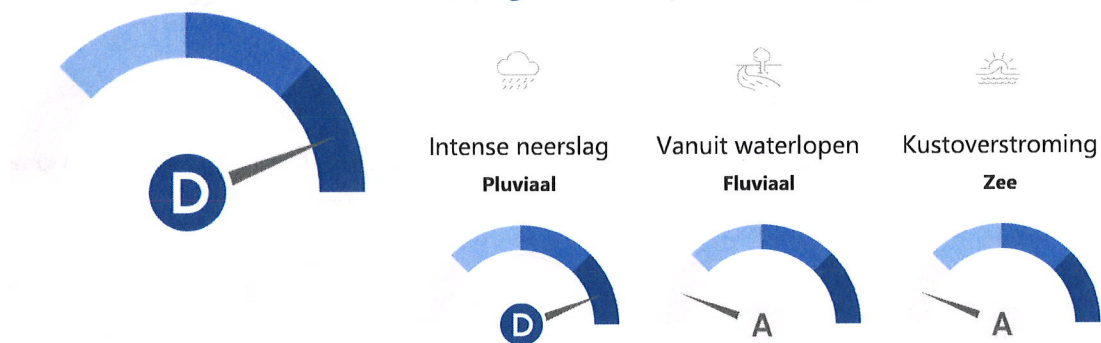 D
Intense neerslag Vanuit waterlopen Kustoverstroming
Pluviaal Fluviaal Zee
D A A